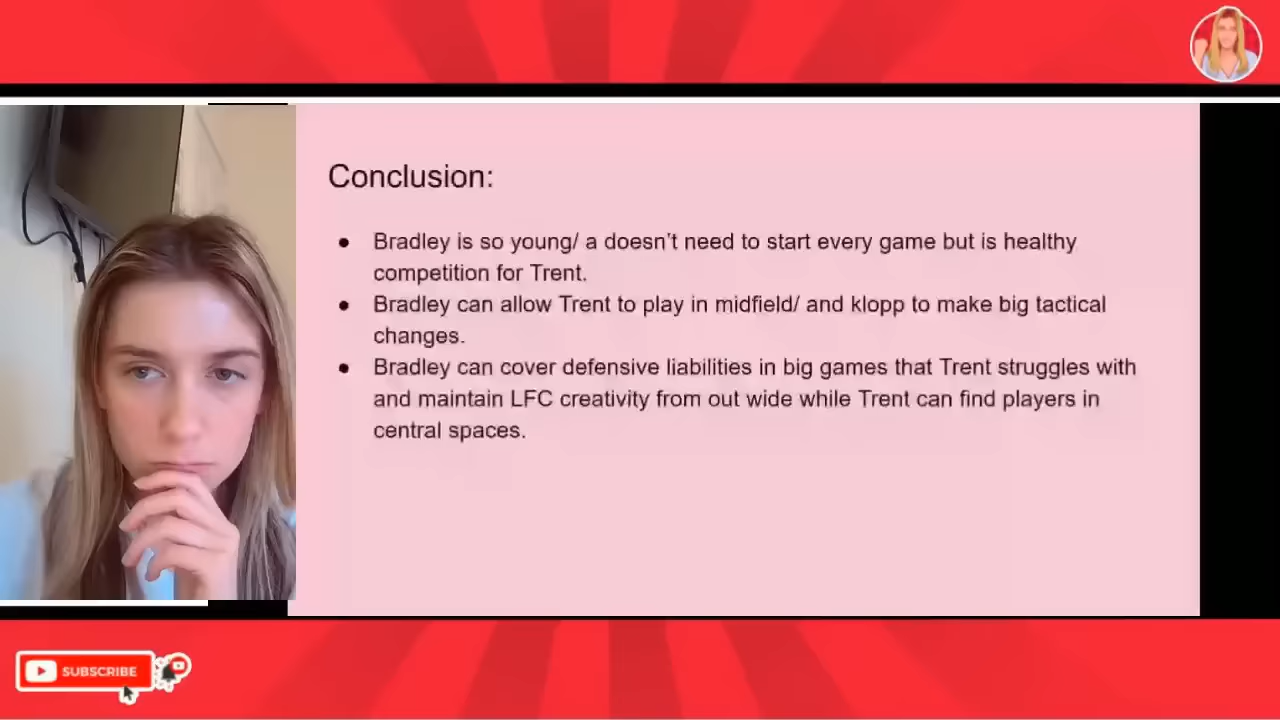 Conclusion:
● Bradley is so young/ a doesn't need to start every game but is healthy
competition for Trent.
● Bradley can allow Trent to play in midfield/ and klopp to make big tactical
changes.
● Bradley can cover defensive liabilities in big games that Trent struggles with
and maintain LFC creativity from out wide while Trent can find players in
central spaces.
SUBSCRIBE